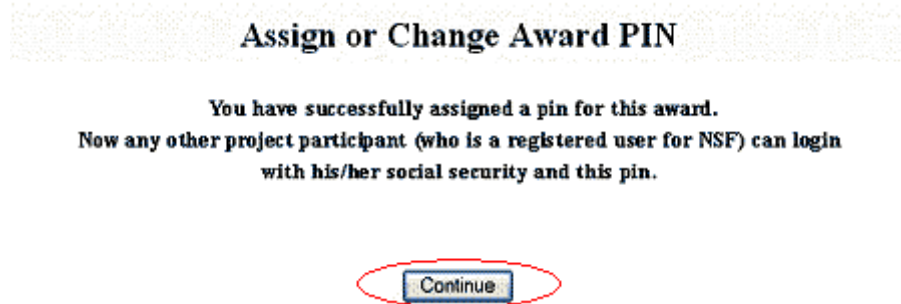 Assign or Change Award PIN
You have successfully assigned a pin for this award.
Now any other project participant (who is a registered user for NSF) can login
with his/her social security and this pin.
Continue